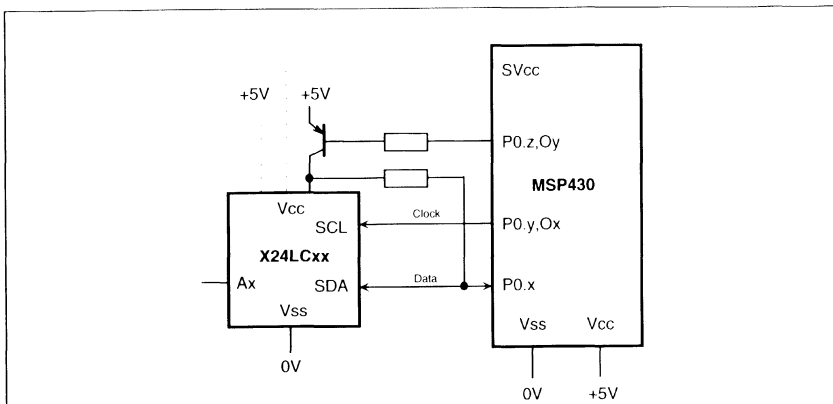 SVcc
+5V
+5V
P0.z,Oy
MSP430
Vcc
SCL
Clock
P0.y,Ox
X24LCxx
Ax
SDA
Data
P0.x
Vss
Vss
Vcc
0V
0V
+5V